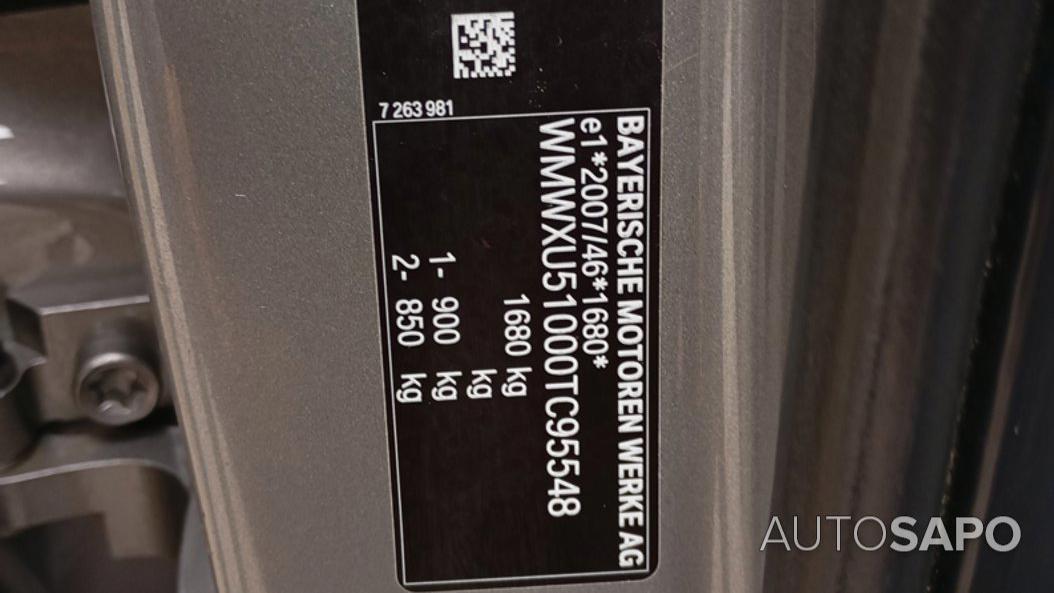 7 263 981
BAYERISCHE MOTOREN WERKE AG
e1*2007/46*1680*
WMWXU51000TC95548
1680 kg
kg
1- 900 kg
2- 850 kg
AUTOSAPO